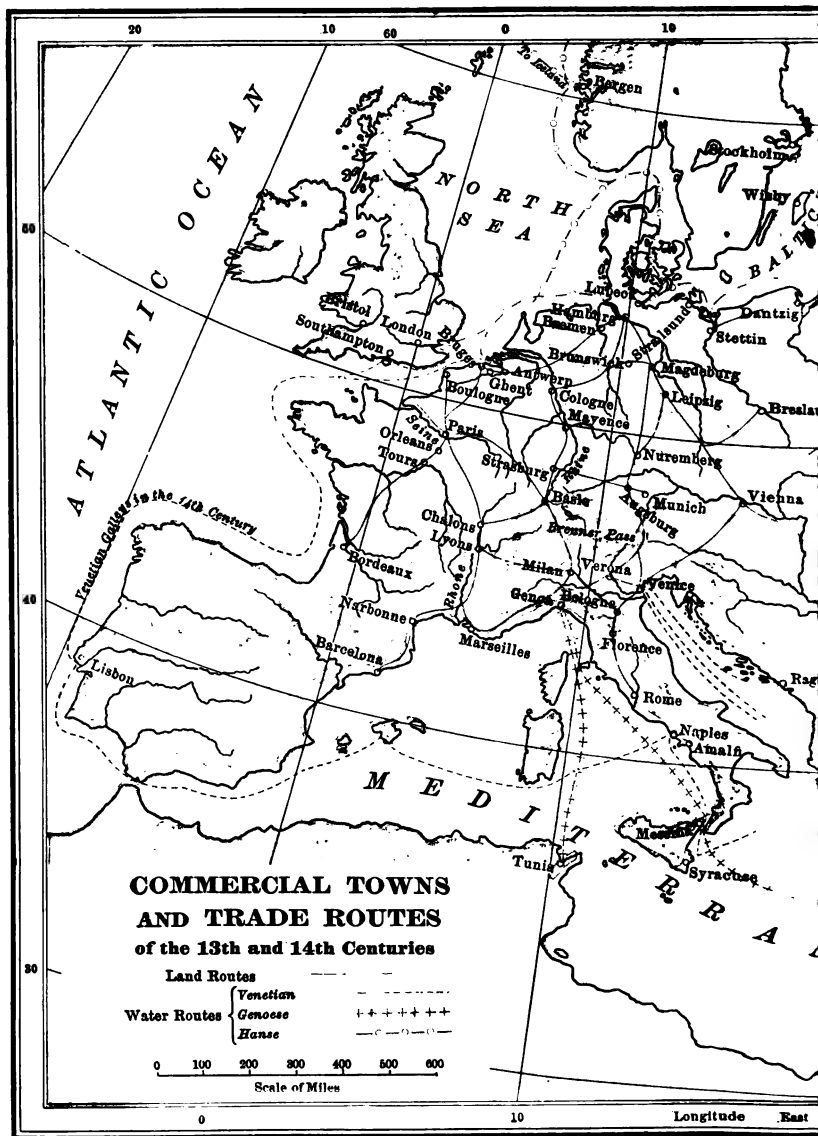 20
10
60
0
10
To Iceland
Bergen
Stockholm
Wisby
ATLANTIC OCEAN
NORTH
SEA
BALTIC
50
Lubec
Hamburg
Bremen
Stralsund
Dantzig
Stettin
Bristol
London
Southampton
Bruges
Brunswick
Magdeburg
Antwerp
Ghent
Boulogne
Cologne
Leipzig
Breslau
Mayence
Seine
Paris
Orleans
Tours
Strasburg
Rhine
Nuremberg
Basle
Augsburg
Munich
Vienna
Venetian Galleys in the 14th Century
Chalons
Lyons
Brenner Pass
Milan
Verona
Venice
Bordeaux
Rhone
Genoa
Bologna
40
Narbonne
Marseilles
Florence
Barcelona
Lisbon
Rag
Rome
Naples
Amalfi
MEDITERRA
Messina
Tunis
Syracuse
COMMERCIAL TOWNS
AND TRADE ROUTES
of the 13th and 14th Centuries
30
Land Routes
Water Routes
Venetian
Genoese
Hanse
0 100 200 300 400 500 600
Scale of Miles
0
10
Longitude East